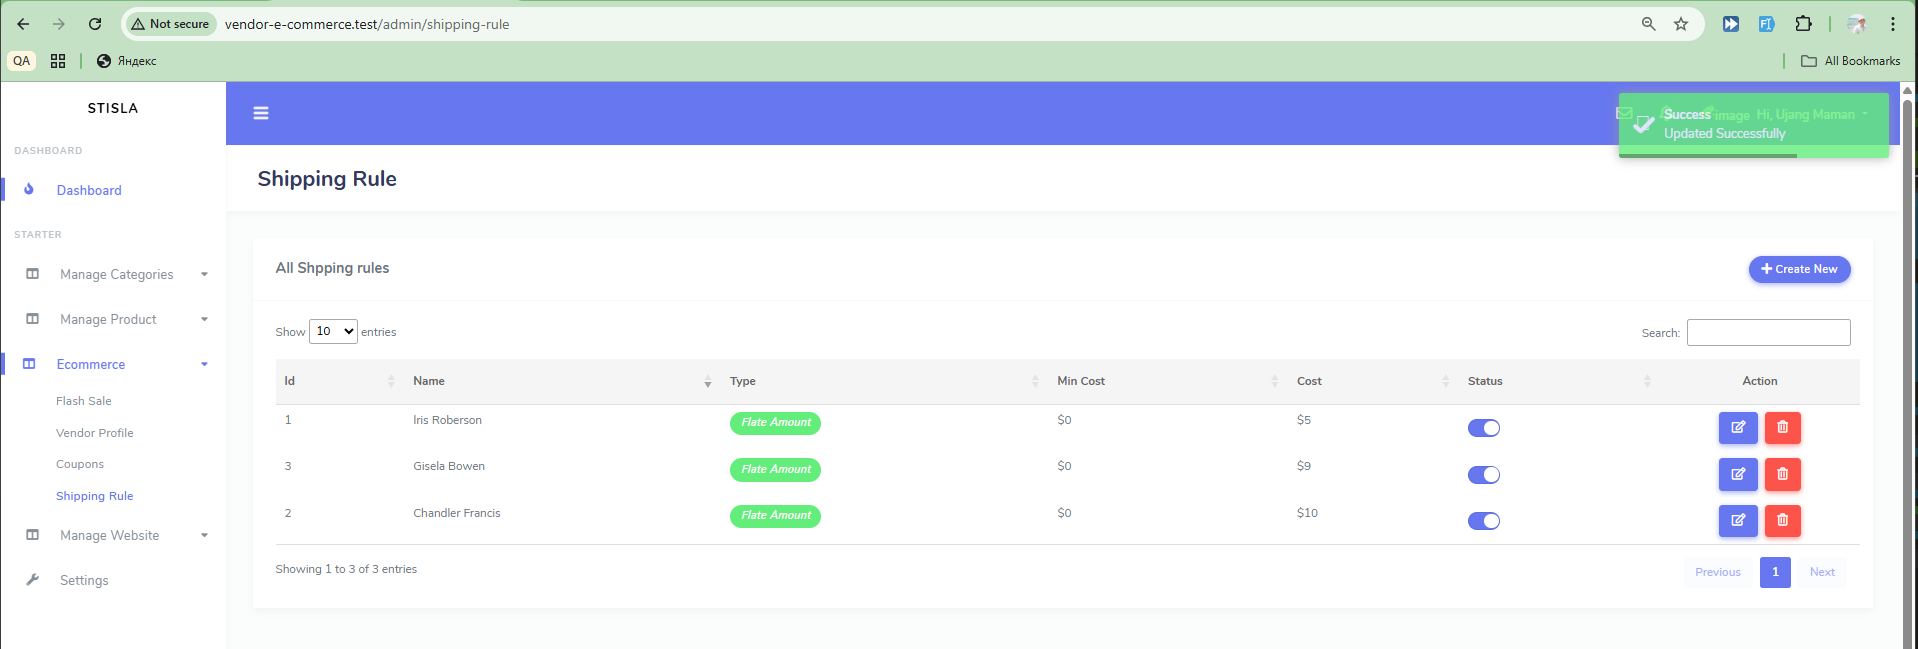 Not secure vendor-e-commerce.test/admin/shipping-rule
QA Яндекс All Bookmarks
STISLA
DASHBOARD
Dashboard
STARTER
Manage Categories
Manage Product
Ecommerce
Flash Sale
Vendor Profile
Coupons
Shipping Rule
Manage Website
Settings
Success
image Hi, Ujang Maman
Updated Successfully
Shipping Rule
All Shpping rules
Create New
Show 10 entries
Search:
Id Name Type Min Cost Cost Status Action
1 Iris Roberson Flate Amount $0 $5
3 Gisela Bowen Flate Amount $0 $9
2 Chandler Francis Flate Amount $0 $10
Showing 1 to 3 of 3 entries
Previous 1 Next